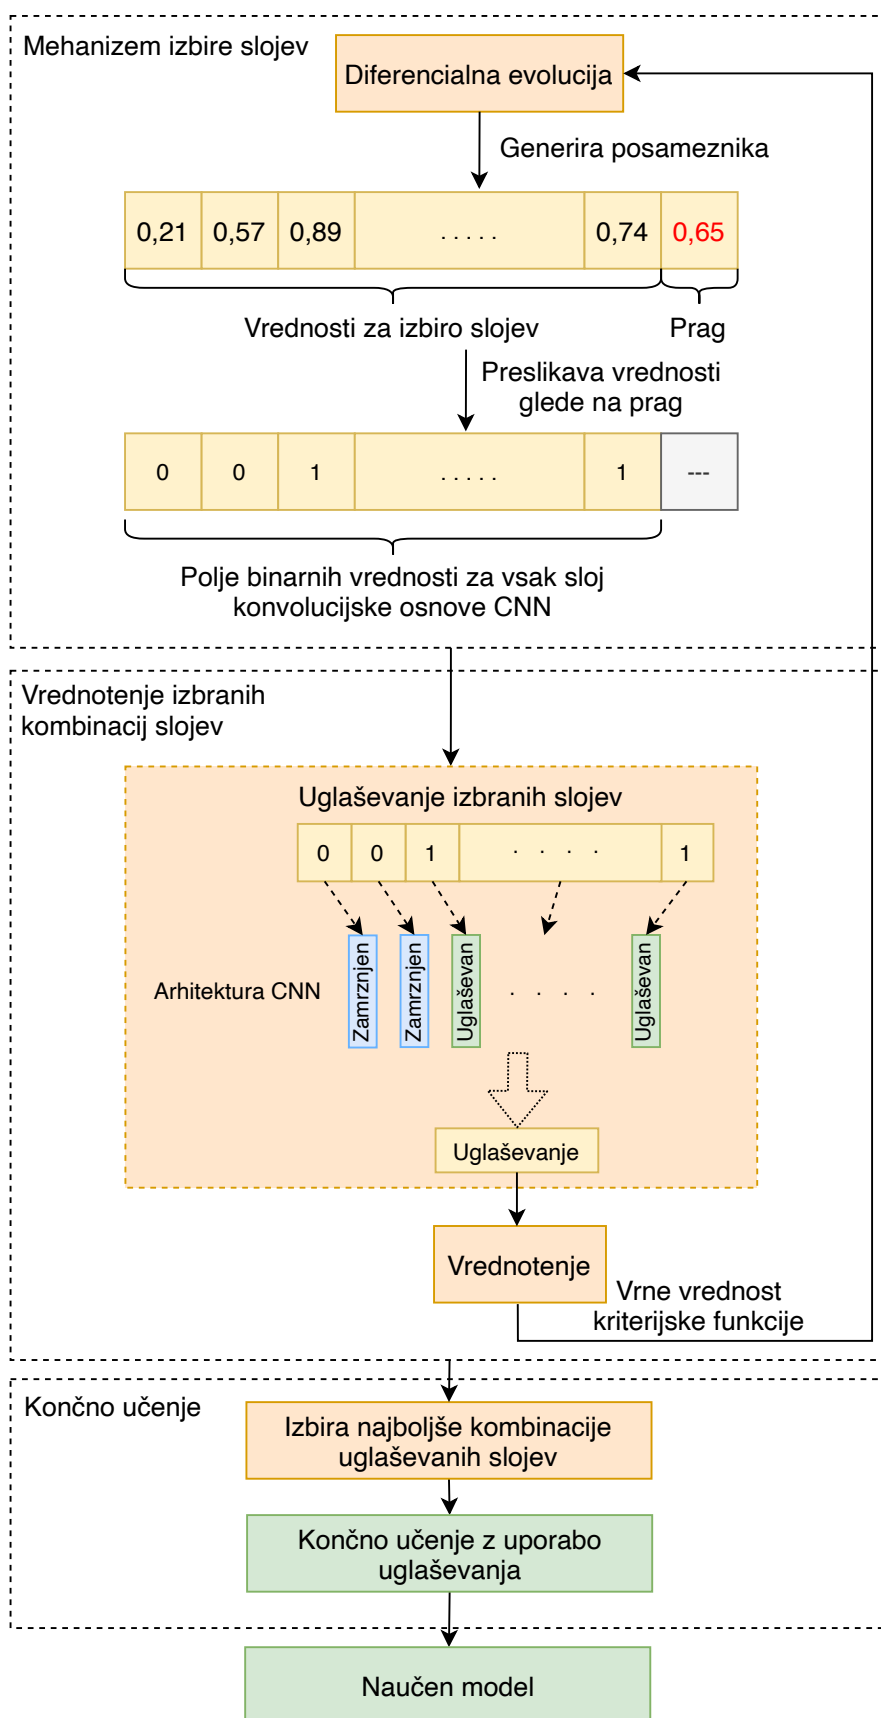 Mehanizem izbire slojev
Diferencialna evolucija
Generira posameznika
0,21 0,57 0,89 . . . . . 0,74 0,65
Vrednosti za izbiro slojev Prag
Preslikava vrednosti
glede na prag
0 0 1 . . . . . 1 ---
Polje binarnih vrednosti za vsak sloj
konvolucijske osnove CNN
Vrednotenje izbranih
kombinacij slojev
Uglaševanje izbranih slojev
0 0 1 . . . . 1
Arhitektura CNN
Zamrznjen
Zamrznjen
Uglaševan
. . . .
Uglaševan
Uglaševanje
Vrednotenje
Vrne vrednost
kriterijske funkcije
Končno učenje
Izbira najboljše kombinacije
uglaševanih slojev
Končno učenje z uporabo
uglaševanja
Naučen model